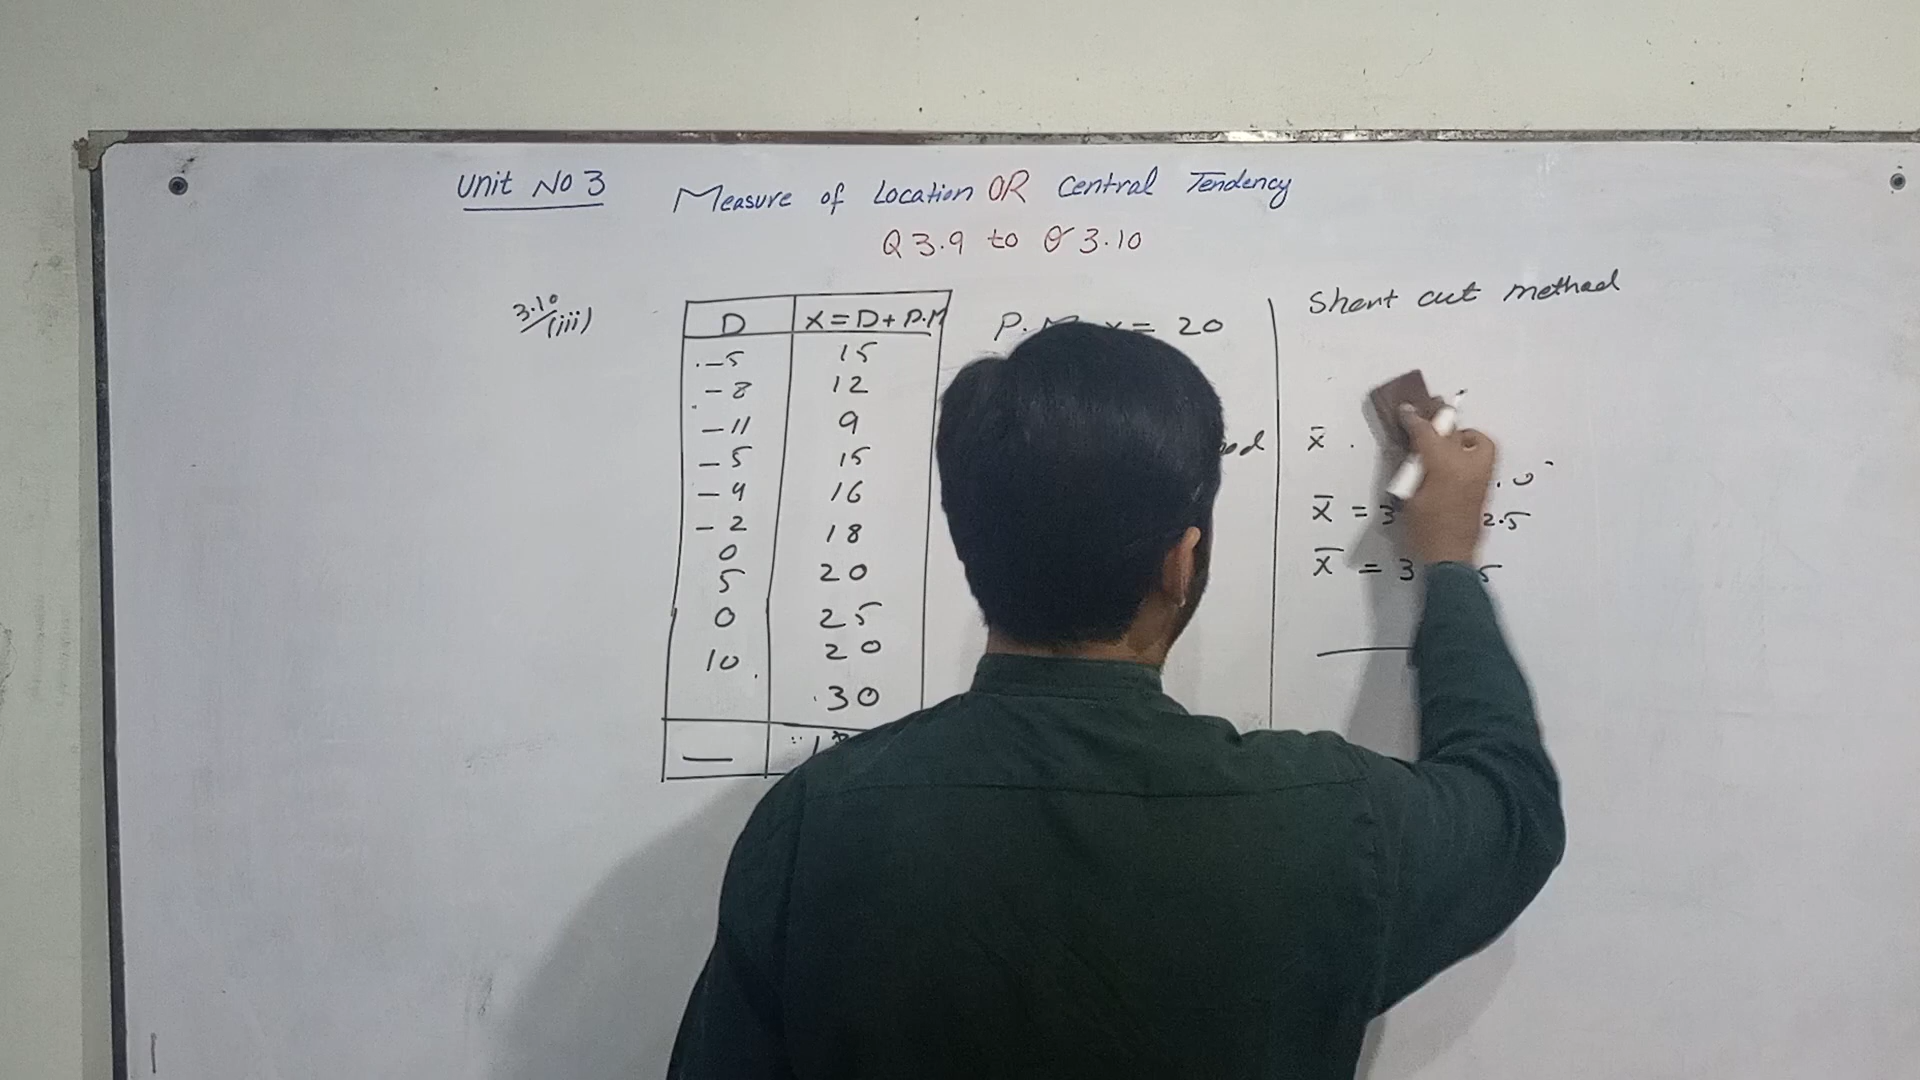 Unit No 3 Measure of Location OR Central Tendency
Q 3.9 to Q 3.10
3.10/(iii)
D X = D + P.M
-5 15
-8 12
-11 9
-5 15
-4 16
-2 18
0 20
5 25
0 20
10 30
—
P.M x = 20
Short cut method
x̄
x̄ = 3 2.5
x̄ = 3 5